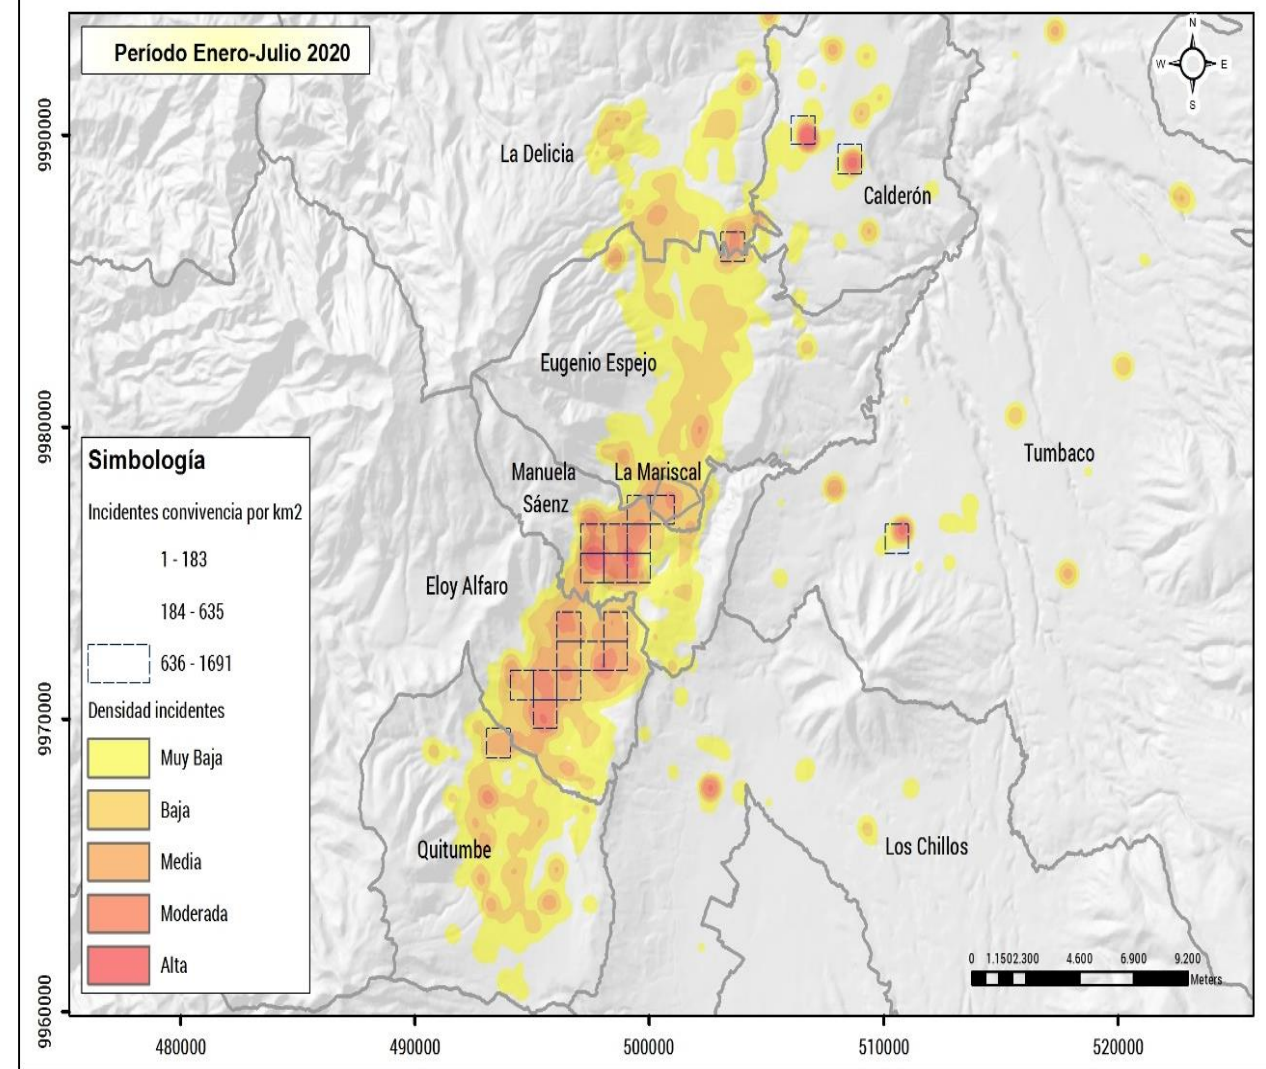 Período Enero-Julio 2020
N
W
E
S
La Delicia
Calderón
Eugenio Espejo
Tumbaco
Manuela
Sáenz
La Mariscal
Eloy Alfaro
Quitumbe
Los Chillos
Simbología
Incidentes convivencia por km2
1 - 183
184 - 635
636 - 1691
Densidad incidentes
Muy Baja
Baja
Media
Moderada
Alta
0 1.150 2.300 4.600 6.900 9.200
Meters
9990000
9980000
9970000
9960000
480000 490000 500000 510000 520000